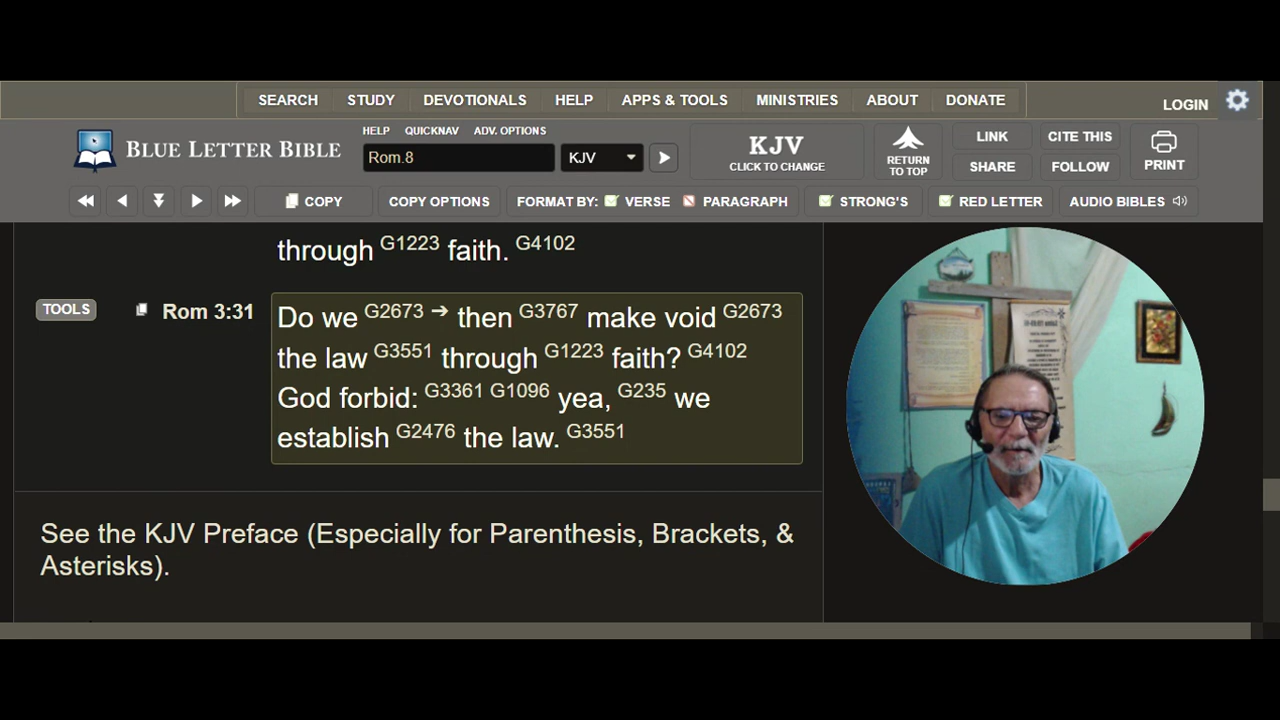 SEARCH STUDY DEVOTIONALS HELP APPS & TOOLS MINISTRIES ABOUT DONATE LOGIN
HELP QUICKNAV ADV. OPTIONS
BLUE LETTER BIBLE
Rom.8 KJV
KJV
CLICK TO CHANGE
RETURN
TO TOP
LINK CITE THIS
SHARE FOLLOW
PRINT
COPY COPY OPTIONS FORMAT BY: VERSE PARAGRAPH STRONG'S RED LETTER AUDIO BIBLES
through G1223 faith. G4102
TOOLS Rom 3:31
Do we G2673 ➔ then G3767 make void G2673
the law G3551 through G1223 faith? G4102
God forbid: G3361 G1096 yea, G235 we
establish G2476 the law. G3551
See the KJV Preface (Especially for Parenthesis, Brackets, &
Asterisks).